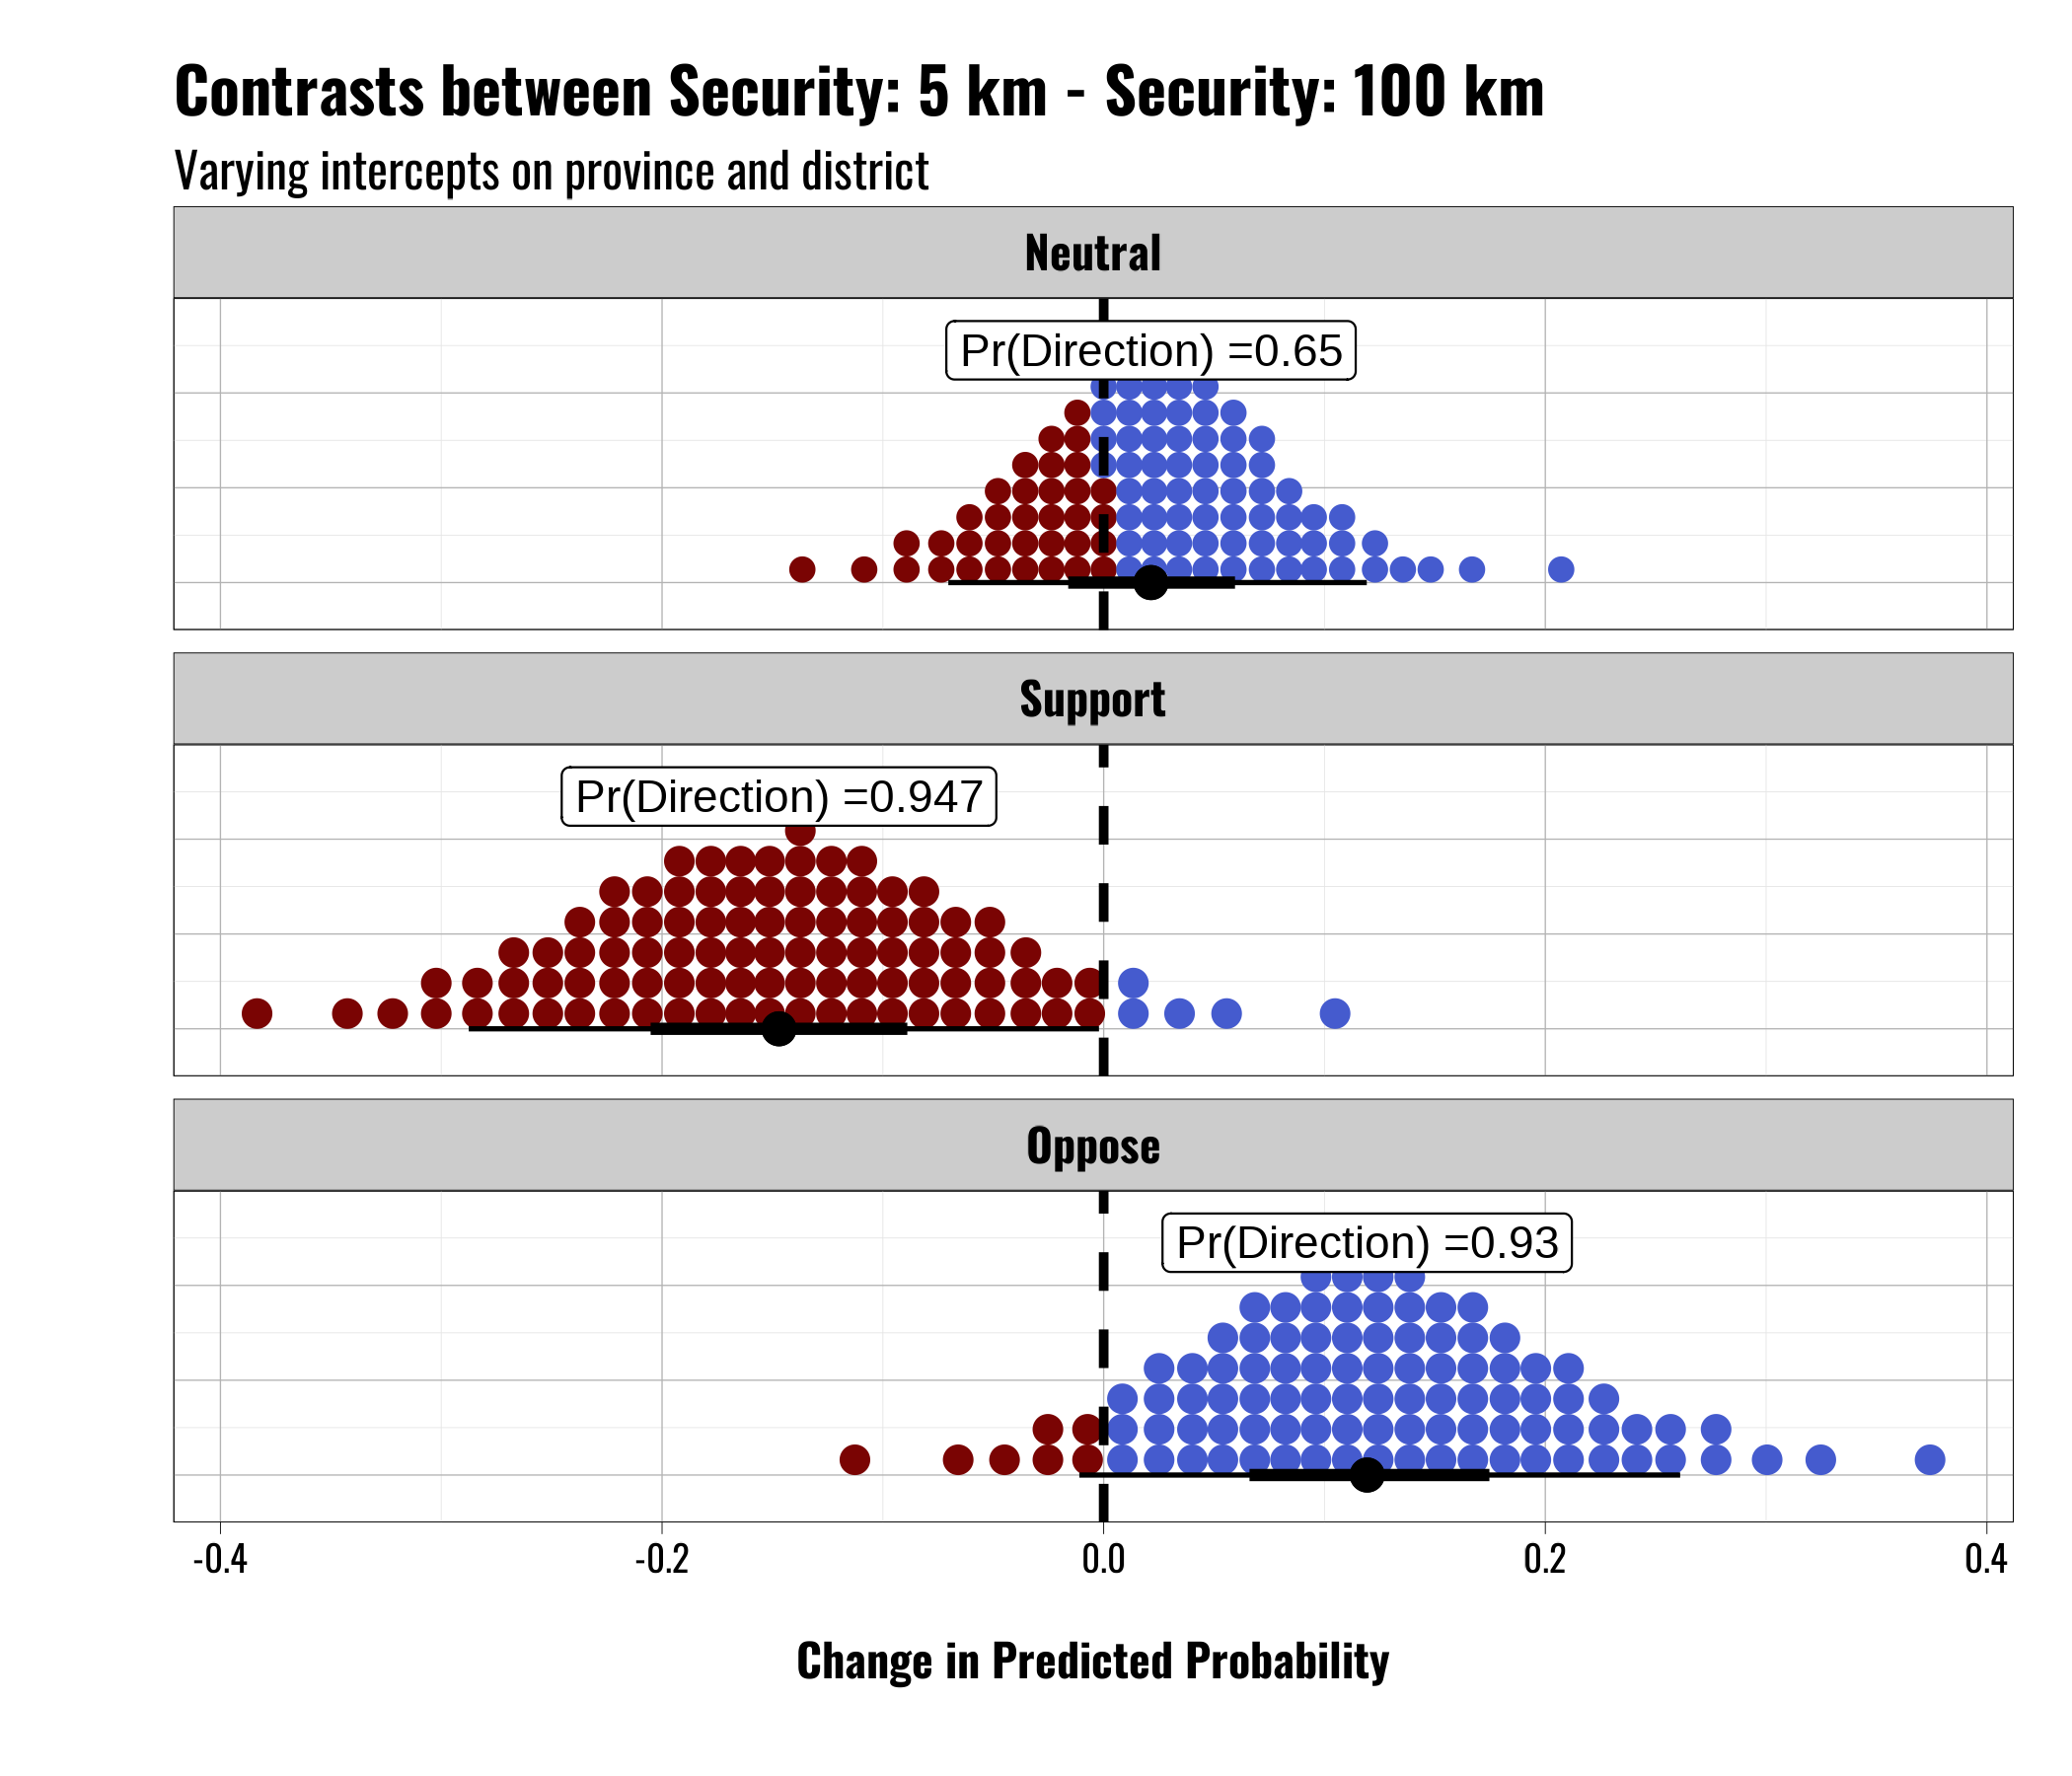 Contrasts between Security: 5 km - Security: 100 km
Varying intercepts on province and district
Neutral
Pr(Direction) =0.65
Support
Pr(Direction) =0.947
Oppose
Pr(Direction) =0.93
-0.4 -0.2 0.0 0.2 0.4
Change in Predicted Probability